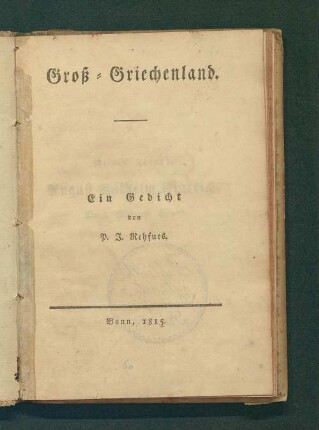 Groß-Griechenland.
Ein Gedicht
von
P. J. Rehfues.
Bonn, 1815.